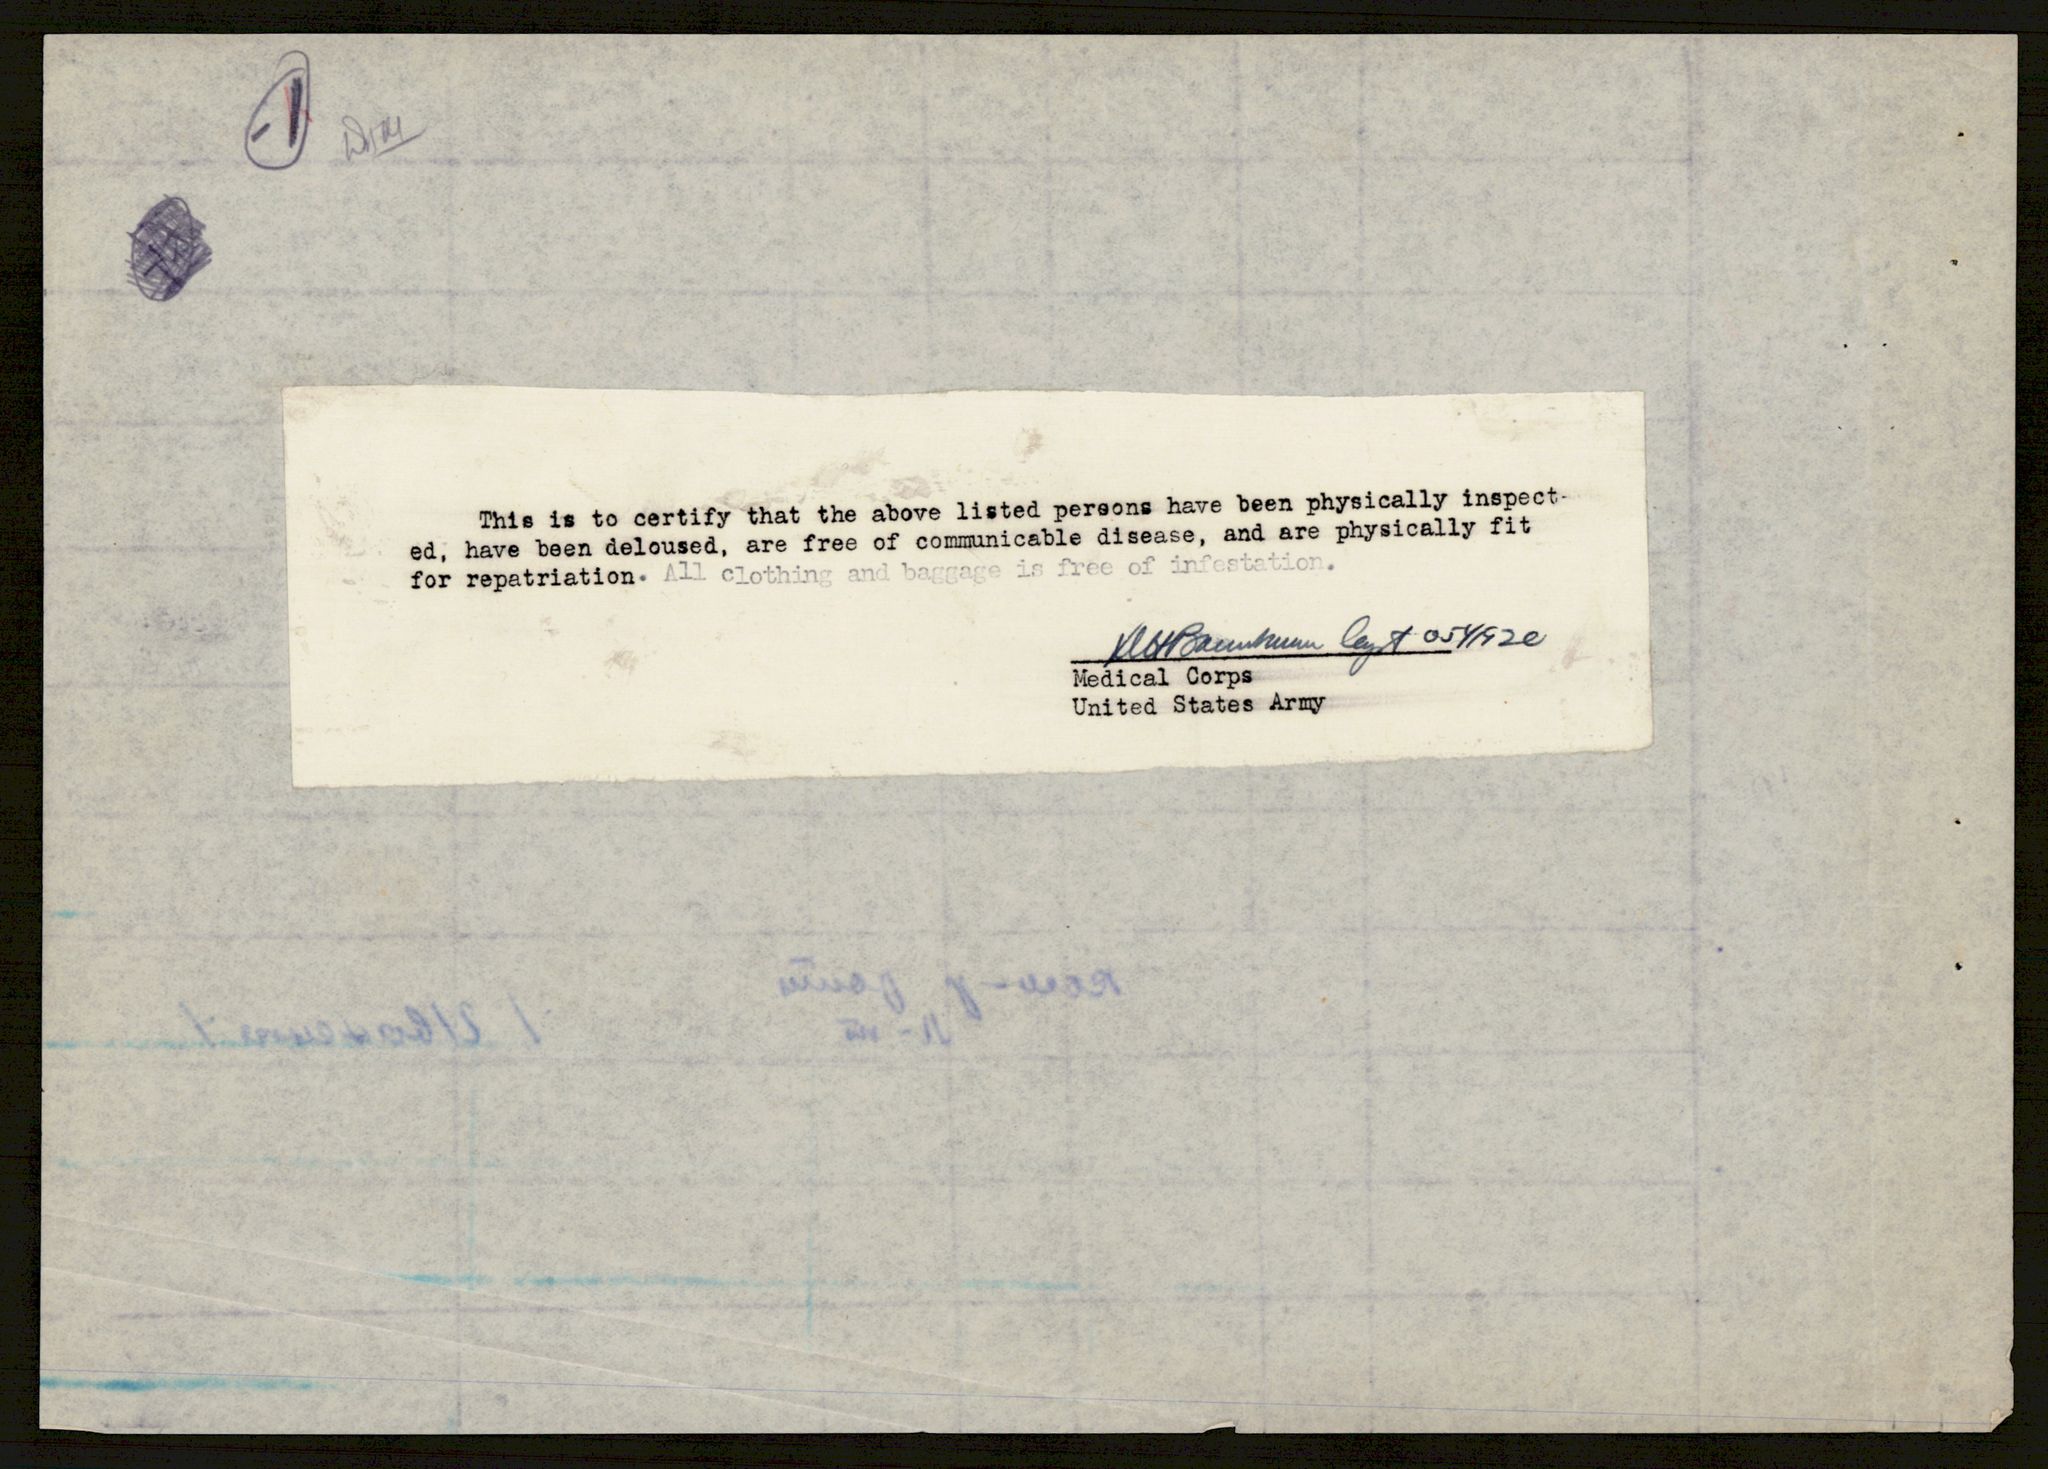 -1
This is to certify that the above listed persons have been physically inspect-
ed, have been deloused, are free of communicable disease, and are physically fit
for repatriation. All clothing and baggage is free of infestation.
Capt
Medical Corps
United States Army